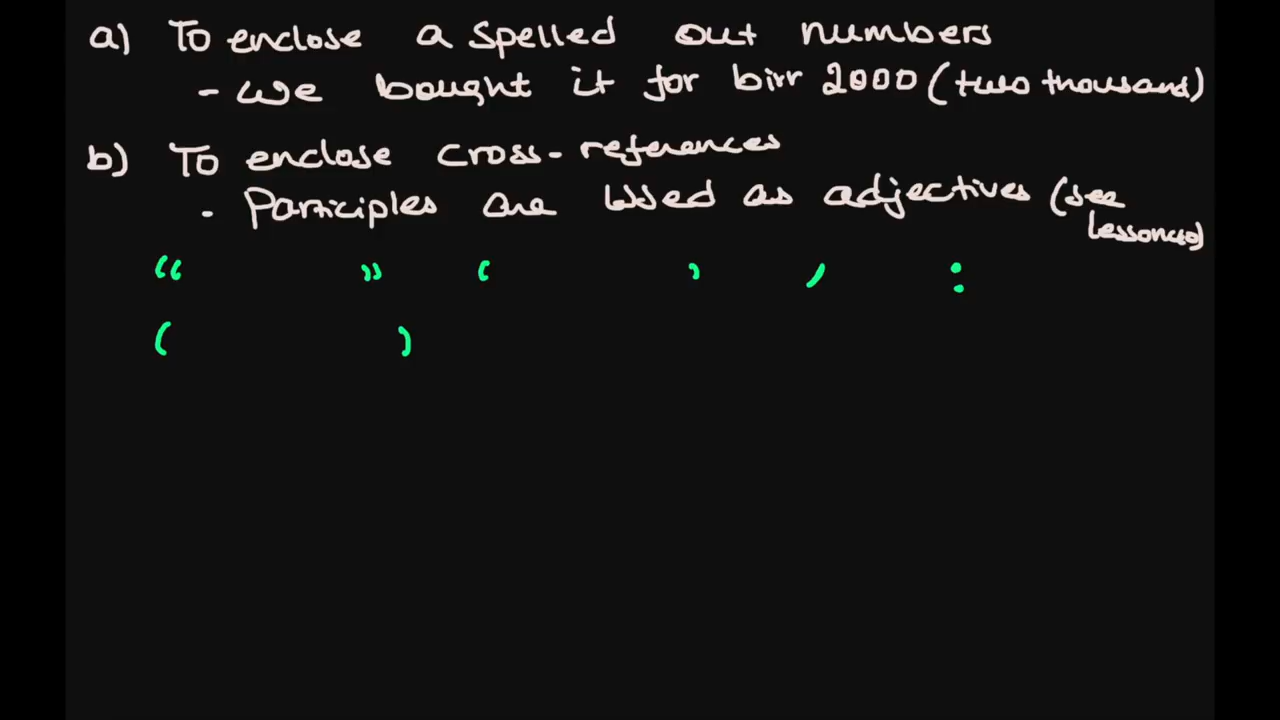 a) To enclose a spelled out numbers
- we bought it for birr 2000 (two thousand)
b) To enclose cross-references
. Participles are used as adjectives (see
“ ” ‘ ’ , :
( )